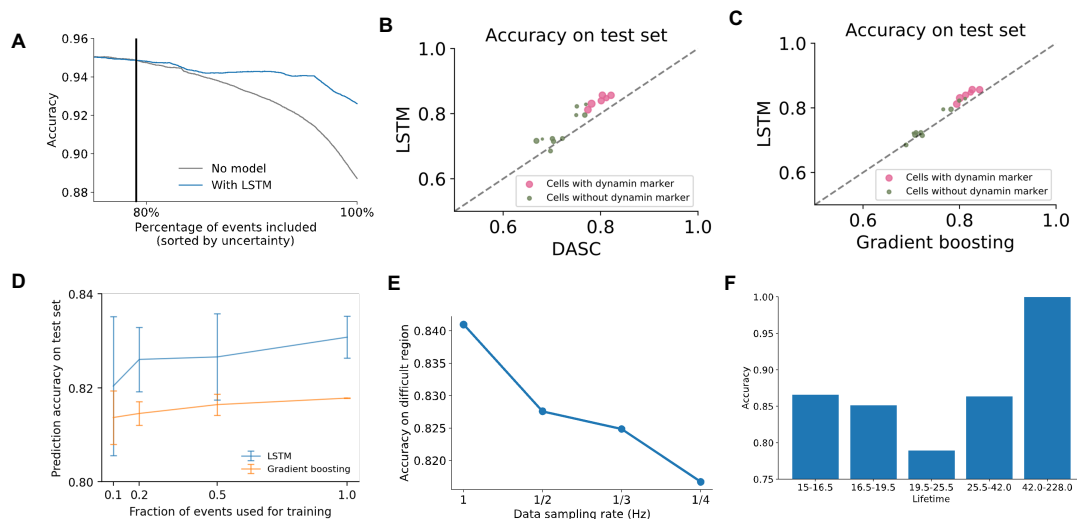 A
0.96
0.94
0.92
0.90
0.88
Accuracy
No model
With LSTM
80%
100%
Percentage of events included
(sorted by uncertainty)
B
Accuracy on test set
1.0
0.8
0.6
LSTM
Cells with dynamin marker
Cells without dynamin marker
0.6
0.8
1.0
DASC
C
Accuracy on test set
1.0
0.8
0.6
LSTM
Cells with dynamin marker
Cells without dynamin marker
0.6
0.8
1.0
Gradient boosting
D
0.84
0.82
0.80
Prediction accuracy on test set
LSTM
Gradient boosting
0.1
0.2
0.5
1.0
Fraction of events used for training
E
0.840
0.835
0.830
0.825
0.820
Accuracy on difficult region
1
1/2
1/3
1/4
Data sampling rate (Hz)
F
1.00
0.95
0.90
0.85
0.80
0.75
Accuracy
15-16.5
16.5-19.5
19.5-25.5
25.5-42.0
42.0-228.0
Lifetime